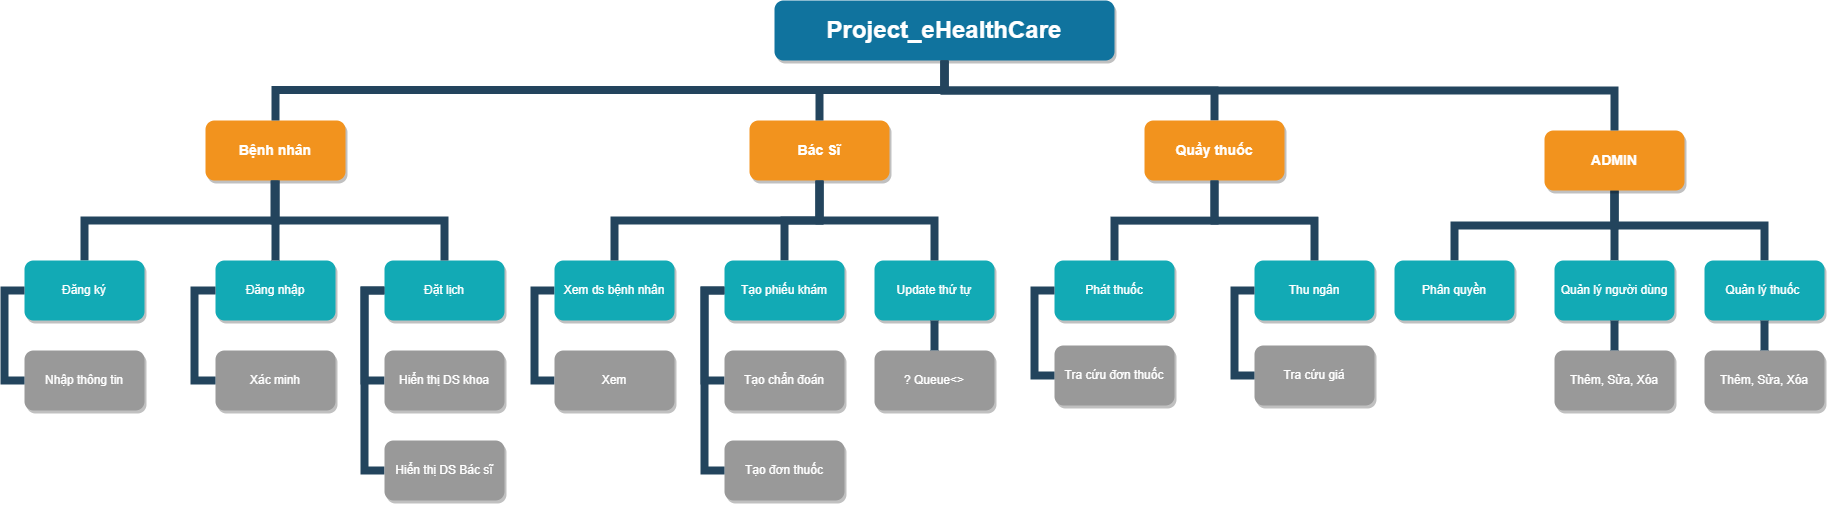 Project_eHealthCare
Bệnh nhân
Bác Sĩ
Quầy thuốc
ADMIN
Đăng ký
Đăng nhập
Đặt lịch
Xem ds bệnh nhân
Tạo phiếu khám
Update thứ tự
Phát thuốc
Thu ngân
Phân quyền
Quản lý người dùng
Quản lý thuốc
Nhập thông tin
Xác minh
Hiển thị DS khoa
Xem
Tạo chẩn đoán
? Queue<>
Tra cứu đơn thuốc
Tra cứu giá
Thêm, Sửa, Xóa
Thêm, Sửa, Xóa
Hiển thị DS Bác sĩ
Tạo đơn thuốc